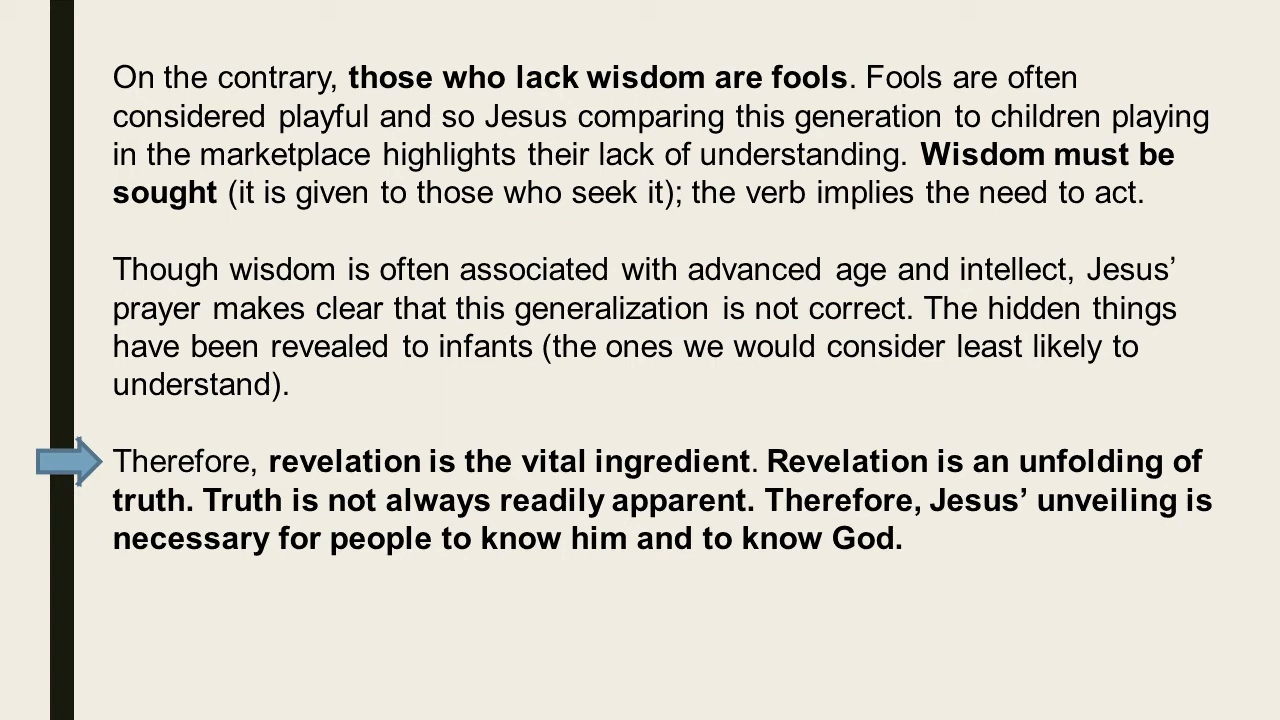 On the contrary, those who lack wisdom are fools. Fools are often
considered playful and so Jesus comparing this generation to children playing
in the marketplace highlights their lack of understanding. Wisdom must be
sought (it is given to those who seek it); the verb implies the need to act.
Though wisdom is often associated with advanced age and intellect, Jesus’
prayer makes clear that this generalization is not correct. The hidden things
have been revealed to infants (the ones we would consider least likely to
understand).
Therefore, revelation is the vital ingredient. Revelation is an unfolding of
truth. Truth is not always readily apparent. Therefore, Jesus’ unveiling is
necessary for people to know him and to know God.